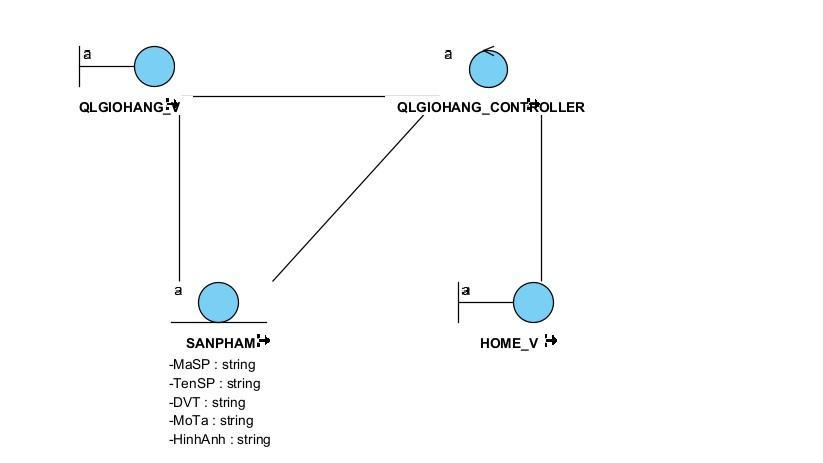 a
a
QLGIOHANG_V
QLGIOHANG_CONTROLLER
a
a
SANPHAM
HOME_V
-MaSP : string
-TenSP : string
-DVT : string
-MoTa : string
-HinhAnh : string